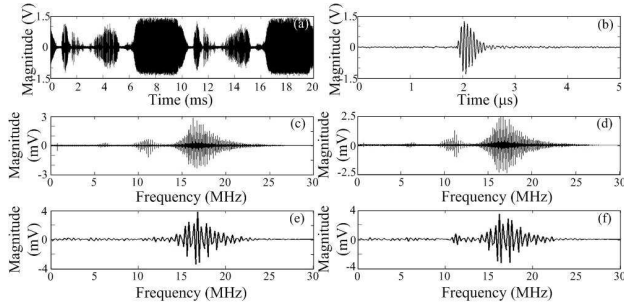 1.5 (a) 1.5 (b)
Magnitude (V) 0 Magnitude (V) 0
1.5 1.5
0 2 4 6 8 10 12 14 16 18 20 0 1 2 3 4 5
Time (ms) Time (μs)
3 (c) 2.5 (d)
Magnitude (mV) 0 Magnitude (mV) 0
-3 -2.5
0 5 10 15 20 25 30 0 5 10 15 20 25 30
Frequency (MHz) Frequency (MHz)
4 (e) 4 (f)
Magnitude (mV) 0 Magnitude (mV) 0
-4 -4
0 5 10 15 20 25 30 0 5 10 15 20 25 30
Frequency (MHz) Frequency (MHz)